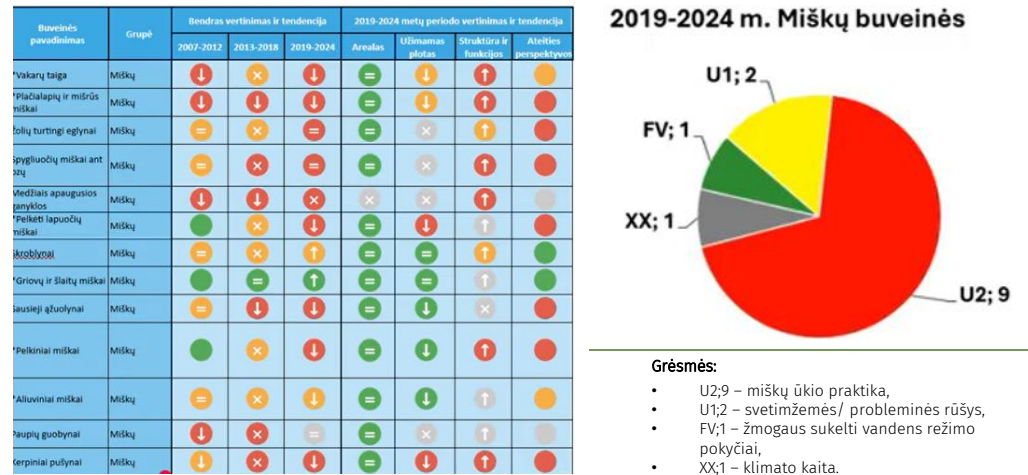 Buveinės pavadinimas
Grupė
Bendras vertinimas ir tendencija
2019-2024 metų periodo vertinimas ir tendencija
2007-2012
2013-2018
2019-2024
Arealas
Užimamas plotas
Struktūra ir funkcijos
Ateities perspektyvos
*Vakarų taiga
Miškų
*Plačialapių ir mišrūs miškai
Miškų
žolių turtingi eglynai
Miškų
Spygliuočių miškai ant ozų
Miškų
Medžiais apaugusios ganyklos
Miškų
*Pelkėti lapuočių miškai
Miškų
Skroblynai
Miškų
*Griovų ir šlaitų miškai
Miškų
Sausieji ąžuolynai
Miškų
*Pelkiniai miškai
Miškų
*Aliuviniai miškai
Miškų
Paupių guobynai
Miškų
Kerpiniai pušynai
Miškų
2019-2024 m. Miškų buveinės
U1; 2
FV; 1
XX; 1
U2; 9
Grėsmės:
• U2;9 – miškų ūkio praktika,
• U1;2 – svetimžemės/ probleminės rūšys,
• FV;1 – žmogaus sukelti vandens režimo
pokyčiai,
• XX;1 – klimato kaita.